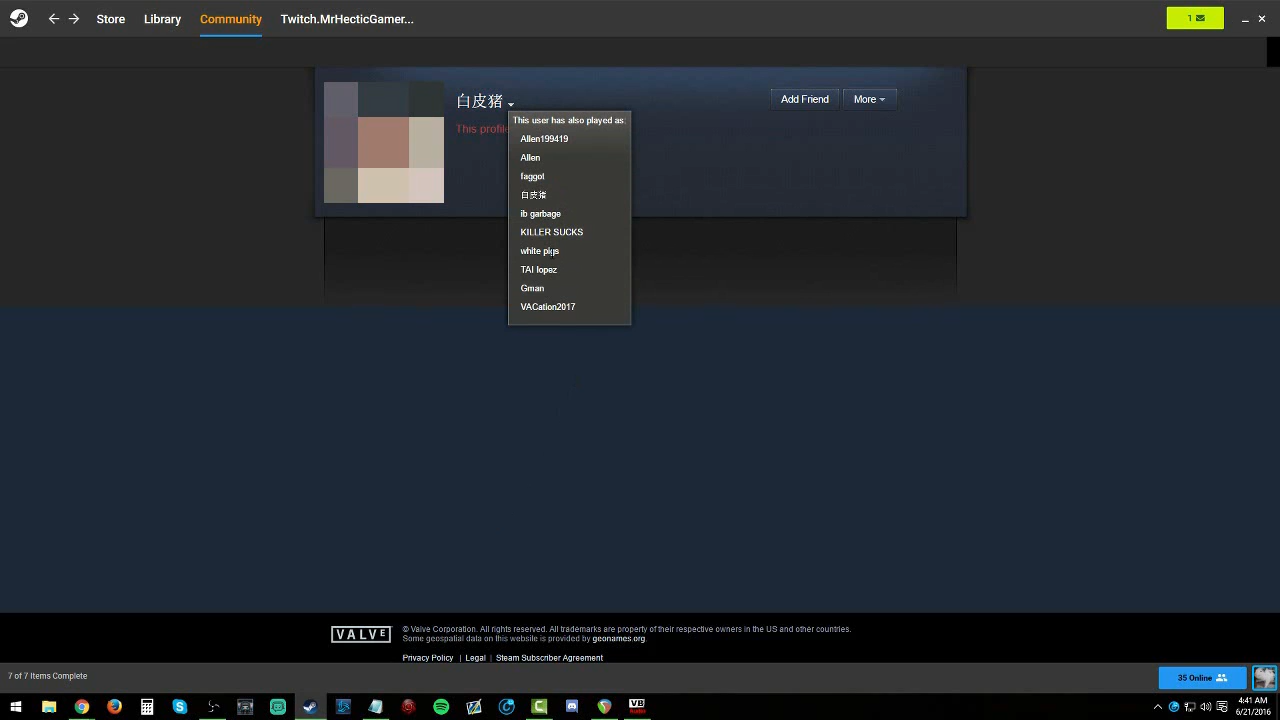 Store Library Community Twitch.MrHecticGamer... 1
白皮猪
Add Friend More
This profile
This user has also played as:
Allen199419
Allen
faggot
白皮猪
ib garbage
KILLER SUCKS
white pigs
TAI lopez
Gman
VACation2017
VALVE
© Valve Corporation. All rights reserved. All trademarks are property of their respective owners in the US and other countries.
Some geospatial data on this website is provided by geonames.org.
Privacy Policy | Legal | Steam Subscriber Agreement
7 of 7 Items Complete
35 Online
VB
4:41 AM
6/21/2016